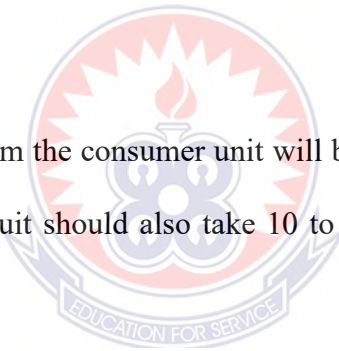 m the consumer unit will b
uit should also take 10 to
EDUCATION FOR SERVICE